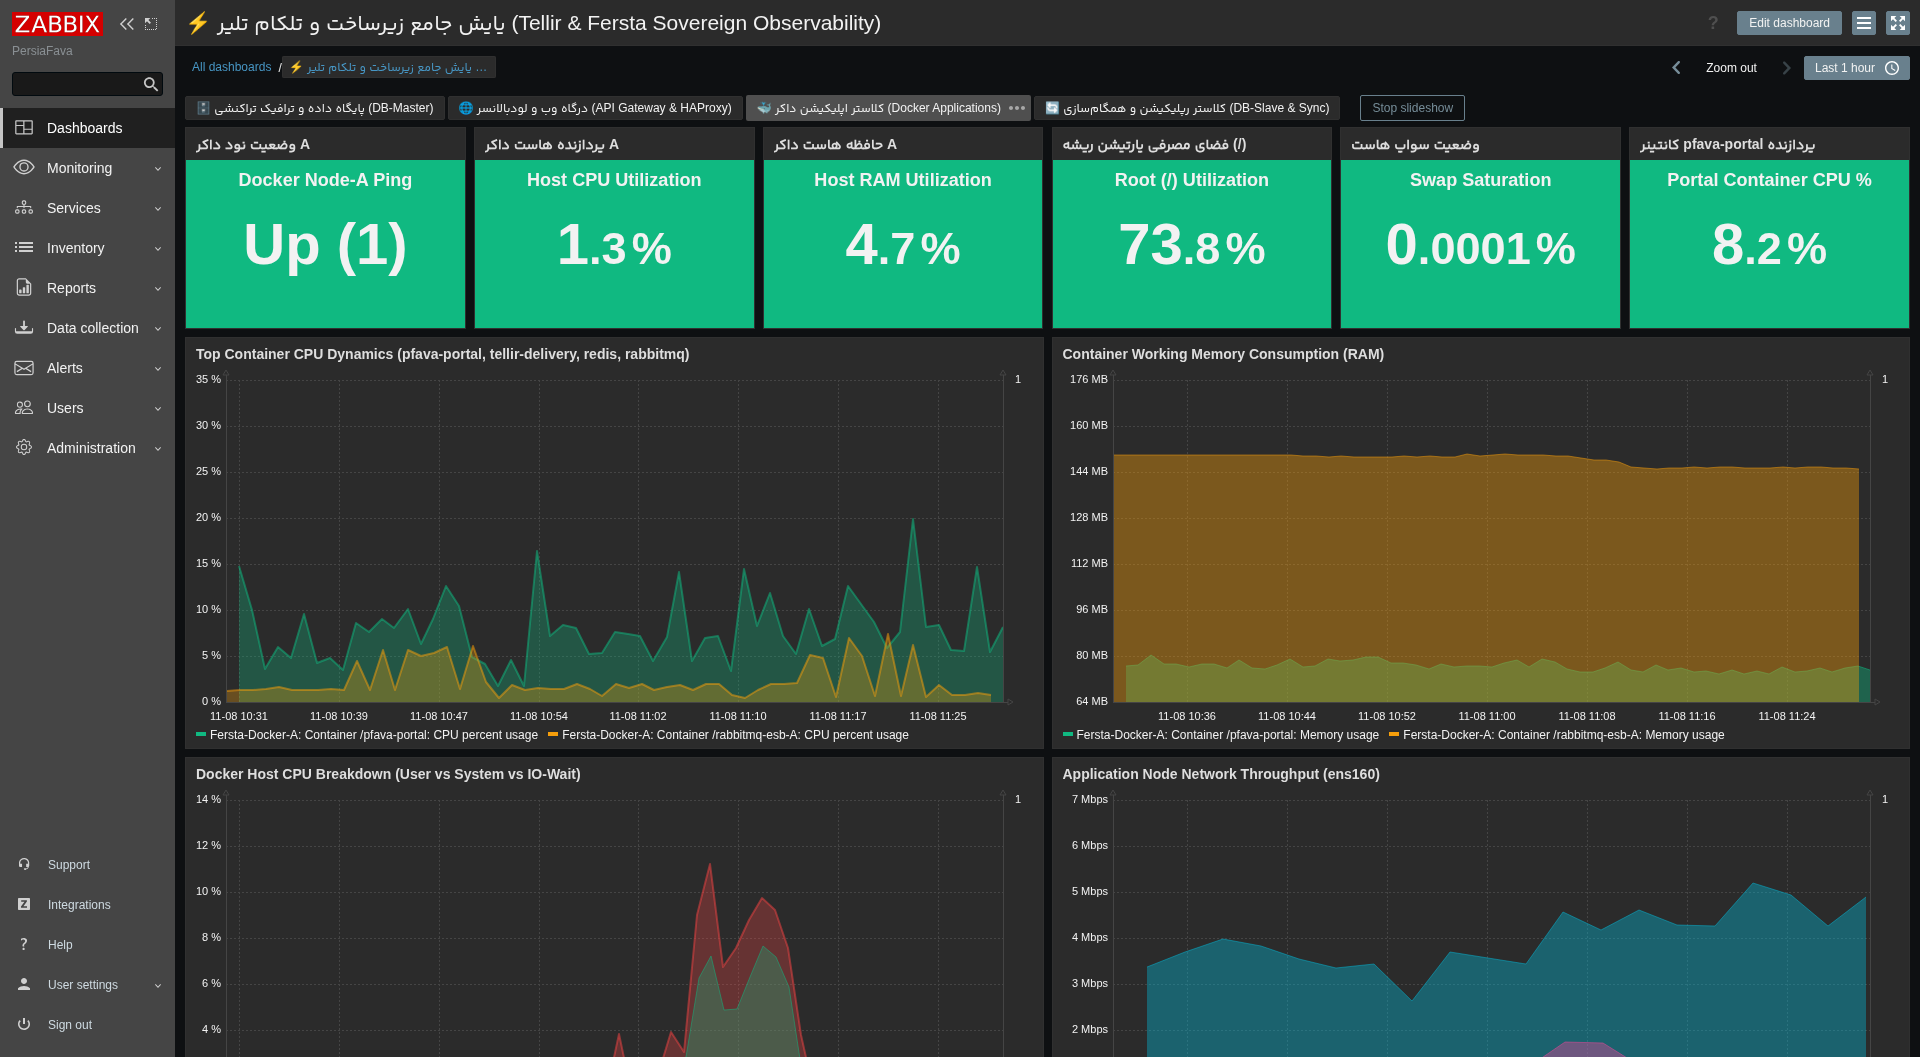 ZABBIX
PersiaFava
Dashboards
Monitoring
Services
Inventory
Reports
Data collection
Alerts
Users
Administration
Support
Integrations
Help
User settings
Sign out
⚡ پایش جامع زیرساخت و تلکام تلیر (Tellir & Fersta Sovereign Observability)
? Edit dashboard
All dashboards / ⚡ پایش جامع زیرساخت و تلکام تلیر ...
Zoom out Last 1 hour
🗄️ پایگاه داده و ترافیک تراکنشی (DB-Master) 🌐 درگاه وب و لودبالانسر (API Gateway & HAProxy) 🐳 کلاستر اپلیکیشن داکر (Docker Applications) 🔄 کلاستر رپلیکیشن و همگام‌سازی (DB-Slave & Sync) Stop slideshow
وضعیت نود داکر A
Docker Node-A Ping
Up (1)
پردازنده هاست داکر A
Host CPU Utilization
1.3 %
حافظه هاست داکر A
Host RAM Utilization
4.7 %
فضای مصرفی پارتیشن ریشه (/)
Root (/) Utilization
73.8 %
وضعیت سواپ هاست
Swap Saturation
0.0001 %
پردازنده pfava-portal کانتینر
Portal Container CPU %
8.2 %
Top Container CPU Dynamics (pfava-portal, tellir-delivery, redis, rabbitmq)
35 % 1
30 %
25 %
20 %
15 %
10 %
5 %
0 %
11-08 10:31 11-08 10:39 11-08 10:47 11-08 10:54 11-08 11:02 11-08 11:10 11-08 11:17 11-08 11:25
Fersta-Docker-A: Container /pfava-portal: CPU percent usage Fersta-Docker-A: Container /rabbitmq-esb-A: CPU percent usage
Container Working Memory Consumption (RAM)
176 MB 1
160 MB
144 MB
128 MB
112 MB
96 MB
80 MB
64 MB
11-08 10:36 11-08 10:44 11-08 10:52 11-08 11:00 11-08 11:08 11-08 11:16 11-08 11:24
Fersta-Docker-A: Container /pfava-portal: Memory usage Fersta-Docker-A: Container /rabbitmq-esb-A: Memory usage
Docker Host CPU Breakdown (User vs System vs IO-Wait)
14 % 1
12 %
10 %
8 %
6 %
4 %
Application Node Network Throughput (ens160)
7 Mbps 1
6 Mbps
5 Mbps
4 Mbps
3 Mbps
2 Mbps